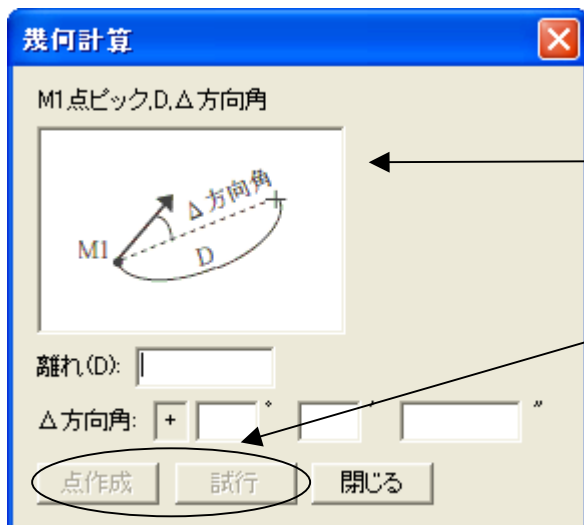 幾何計算
M1点ピック,D,Δ方向角
Δ方向角
M1
D
離れ(D):
Δ方向角: + ° ′ ″
点作成 試行 閉じる